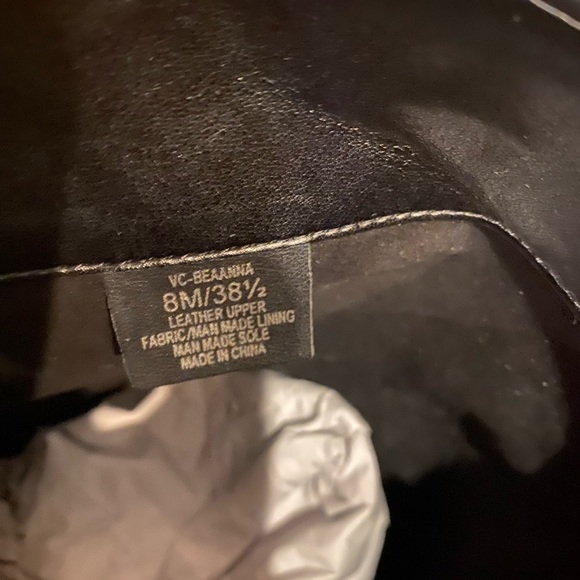 VC-BEAANNA
8M/38½
LEATHER UPPER
FABRIC/MAN MADE LINING
MAN MADE SOLE
MADE IN CHINA